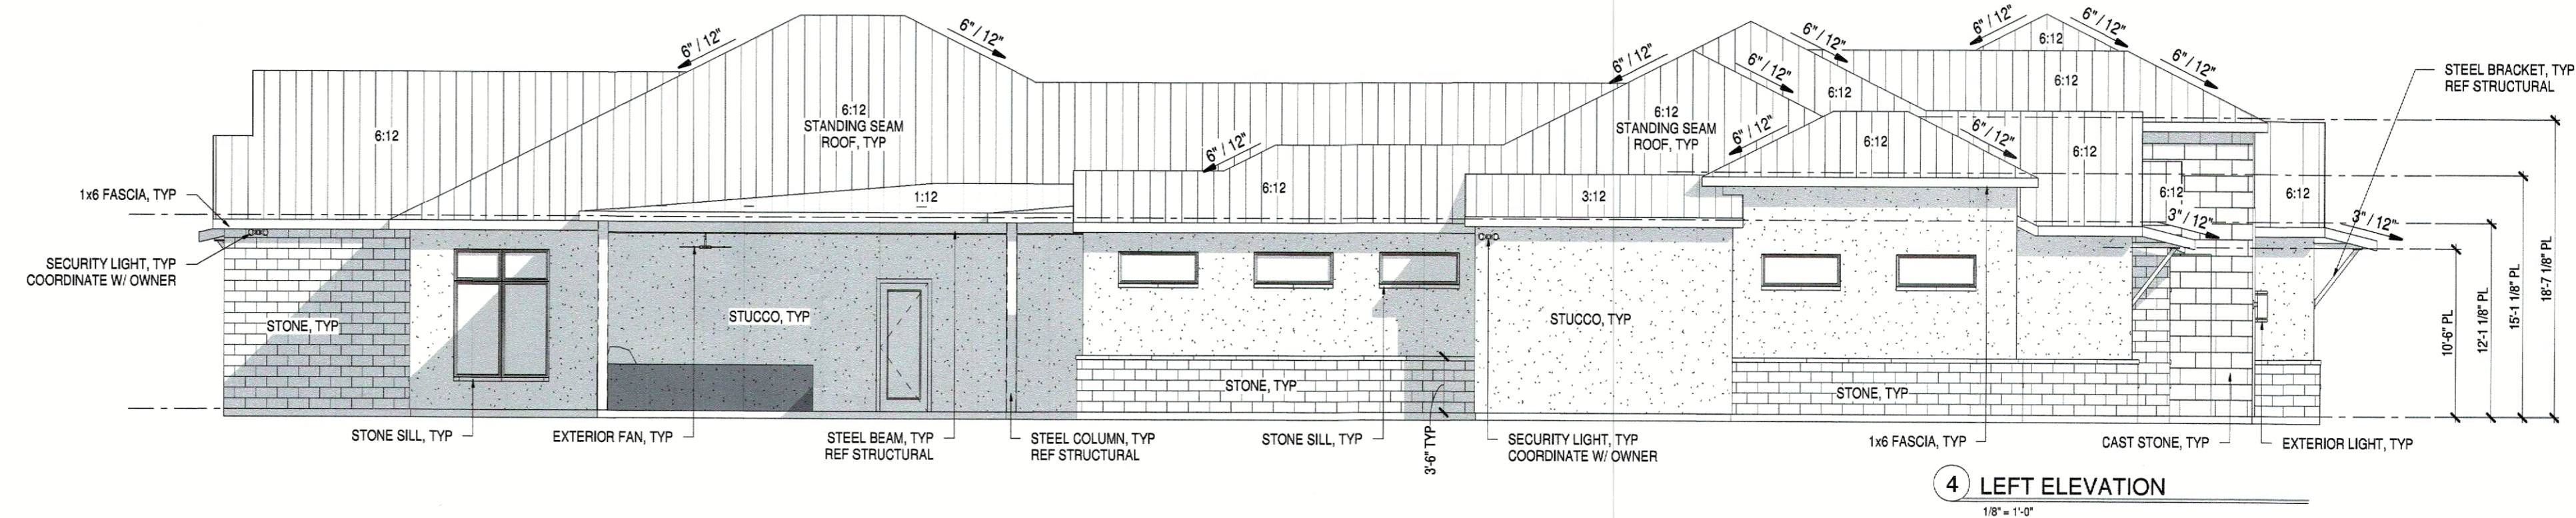 6" / 12"
6" / 12"
6" / 12"
6" / 12"
6" / 12"
6" / 12"
6" / 12"
6" / 12"
6" / 12"
6" / 12"
6" / 12"
6" / 12"
3" / 12"
3" / 12"
6:12
6:12
STANDING SEAM
ROOF, TYP
1:12
6:12
6:12
STANDING SEAM
ROOF, TYP
3:12
6:12
6:12
6:12
6:12
6:12
6:12
6:12
STEEL BRACKET, TYP
REF STRUCTURAL
1x6 FASCIA, TYP
SECURITY LIGHT, TYP
COORDINATE W/ OWNER
STONE, TYP
STUCCO, TYP
STUCCO, TYP
STONE, TYP
STONE, TYP
10'-6" PL
12'-1 1/8" PL
15'-1 1/8" PL
18'-7 1/8" PL
STONE SILL, TYP
EXTERIOR FAN, TYP
STEEL BEAM, TYP
REF STRUCTURAL
STEEL COLUMN, TYP
REF STRUCTURAL
STONE SILL, TYP
3'-6" TYP
SECURITY LIGHT, TYP
COORDINATE W/ OWNER
1x6 FASCIA, TYP
CAST STONE, TYP
EXTERIOR LIGHT, TYP
4 LEFT ELEVATION
1/8" = 1'-0"